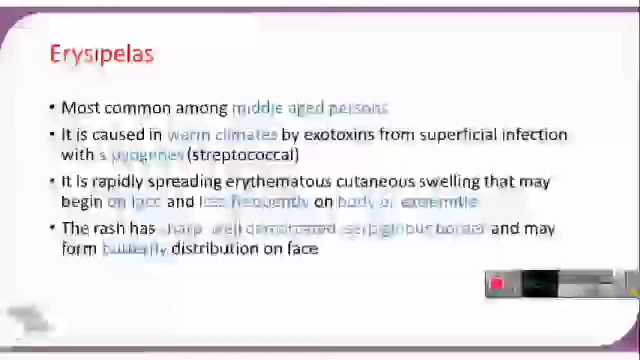 Erysipelas
• Most common among middle aged persons
• It is caused in warm climates by exotoxins from superficial infection
with s pyogenes (streptococcal)
• It is rapidly spreading erythematous cutaneous swelling that may
begin on face and less frequently on body or extremitie
• The rash has sharp well demarcated serpiginous border and may
form butterfly distribution on face